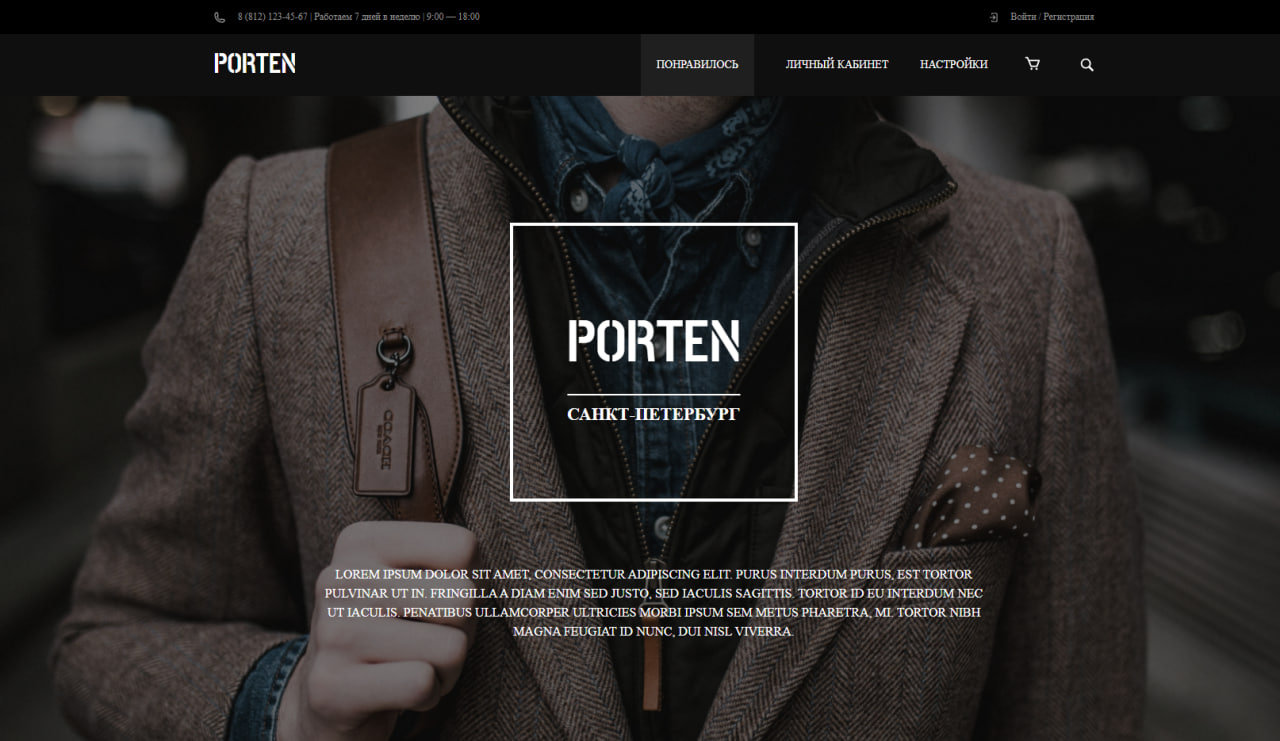 8 (812) 123-45-67 | Работаем 7 дней в неделю | 9:00 — 18:00
Войти / Регистрация
PORTEN
ПОНРАВИЛОСЬ
ЛИЧНЫЙ КАБИНЕТ
НАСТРОЙКИ
PORTEN
САНКТ-ПЕТЕРБУРГ
COACH
LOREM IPSUM DOLOR SIT AMET, CONSECTETUR ADIPISCING ELIT. PURUS INTERDUM PURUS, EST TORTOR
PULVINAR UT IN. FRINGILLA A DIAM ENIM SED JUSTO, SED IACULIS SAGITTIS. TORTOR ID EU INTERDUM NEC
UT IACULIS. PENATIBUS ULLAMCORPER ULTRICIES MORBI IPSUM SEM METUS PHARETRA, MI. TORTOR NIBH
MAGNA FEUGIAT ID NUNC, DUI NISL VIVERRA.